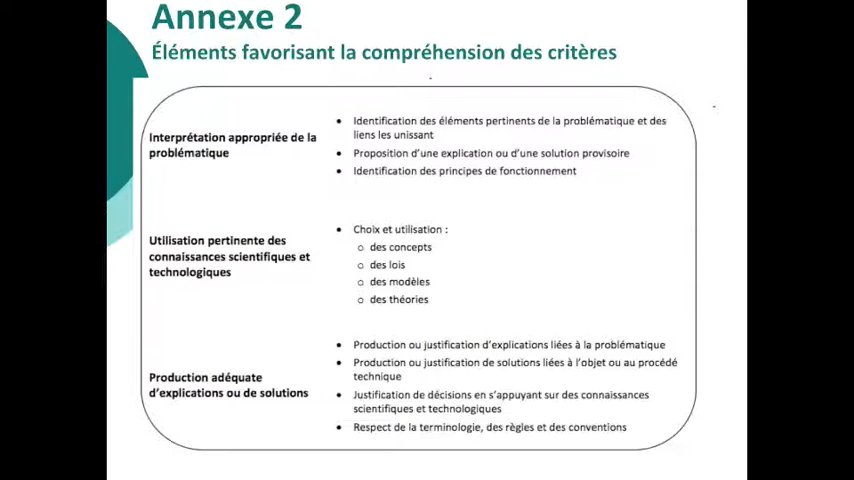 Annexe 2
Éléments favorisant la compréhension des critères
Interprétation appropriée de la
problématique
• Identification des éléments pertinents de la problématique et des
liens les unissant
• Proposition d'une explication ou d'une solution provisoire
• Identification des principes de fonctionnement
Utilisation pertinente des
connaissances scientifiques et
technologiques
• Choix et utilisation :
o des concepts
o des lois
o des modèles
o des théories
Production adéquate
d'explications ou de solutions
• Production ou justification d'explications liées à la problématique
• Production ou justification de solutions liées à l'objet ou au procédé
technique
• Justification de décisions en s'appuyant sur des connaissances
scientifiques et technologiques
• Respect de la terminologie, des règles et des conventions